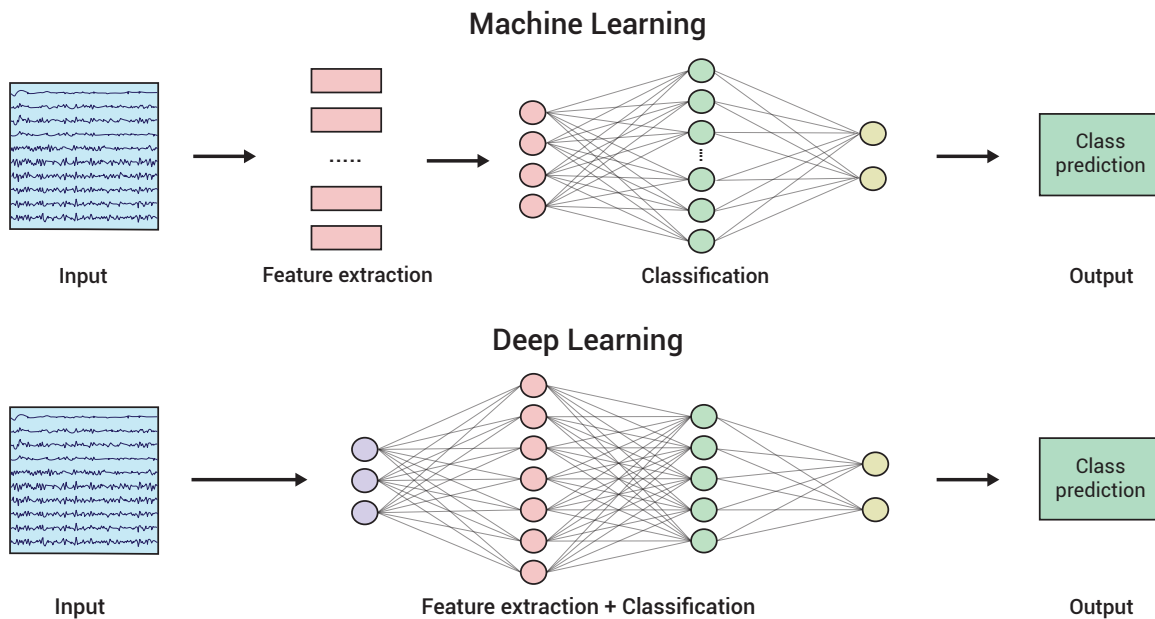 Machine Learning
.....
Class
prediction
Input
Feature extraction
Classification
Output
Deep Learning
Class
prediction
Input
Feature extraction + Classification
Output